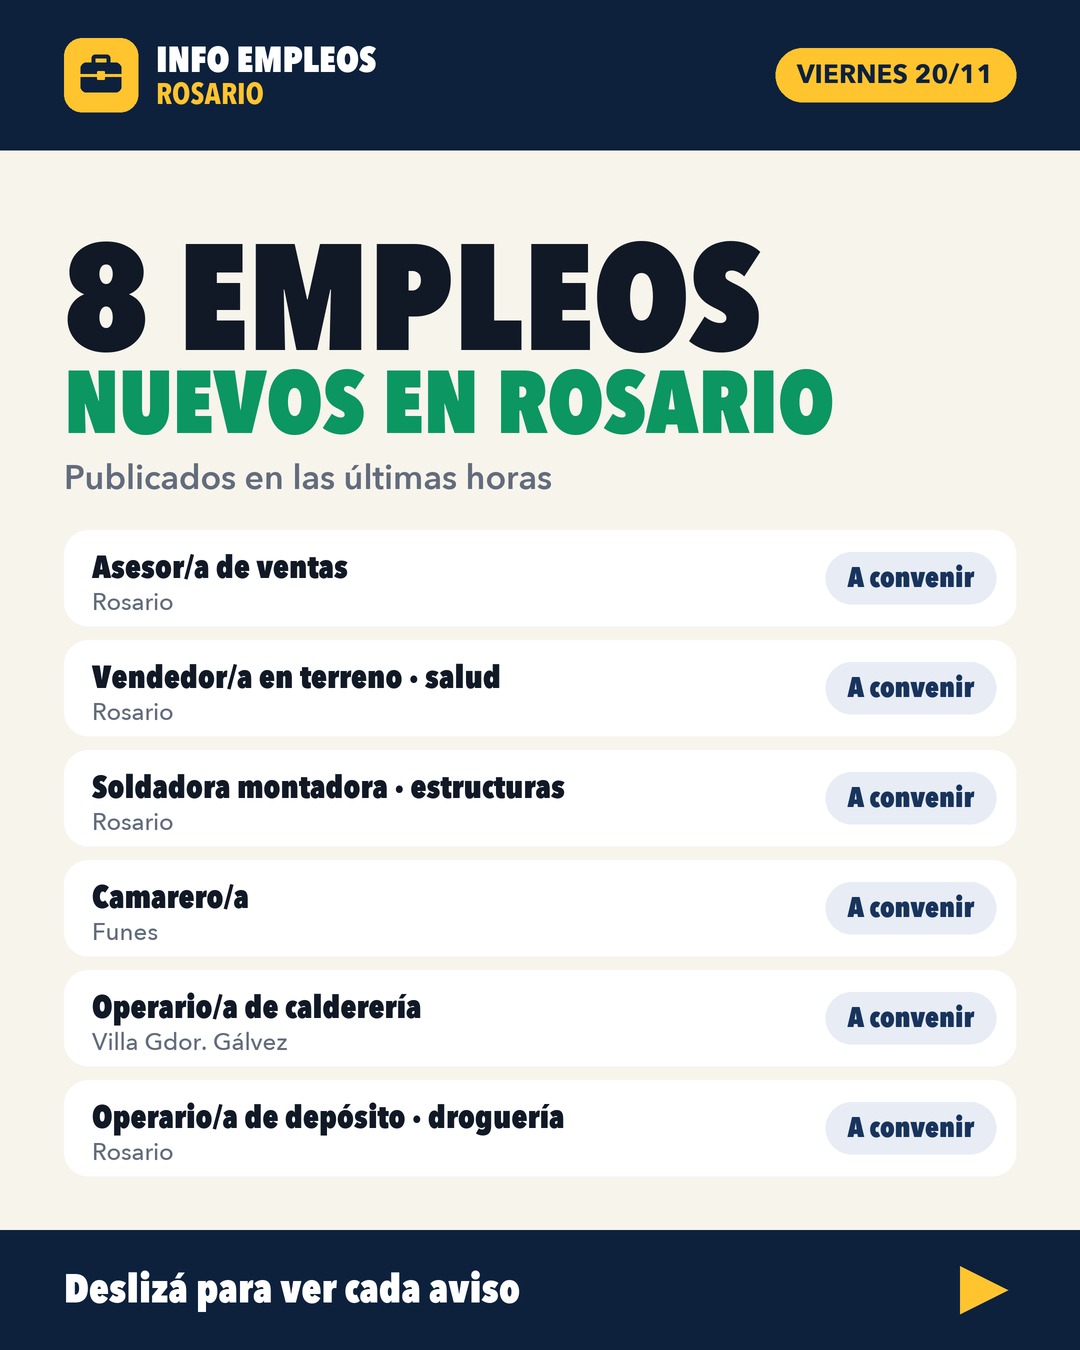 INFO EMPLEOS
ROSARIO
VIERNES 20/11
8 EMPLEOS
NUEVOS EN ROSARIO
Publicados en las últimas horas
Asesor/a de ventas
Rosario
A convenir
Vendedor/a en terreno · salud
Rosario
A convenir
Soldadora montadora · estructuras
Rosario
A convenir
Camarero/a
Funes
A convenir
Operario/a de calderería
Villa Gdor. Gálvez
A convenir
Operario/a de depósito · droguería
Rosario
A convenir
Deslizá para ver cada aviso